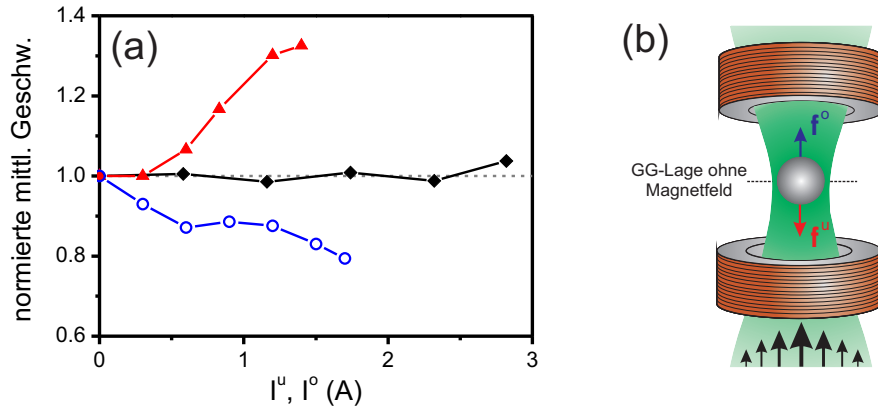 (a)
normierte mittl. Geschw.
1.4
1.2
1.0
0.8
0.6
0
1
2
3
Iᵘ, Iᵒ (A)
(b)
fᵒ
GG-Lage ohne
Magnetfeld
fᵘ